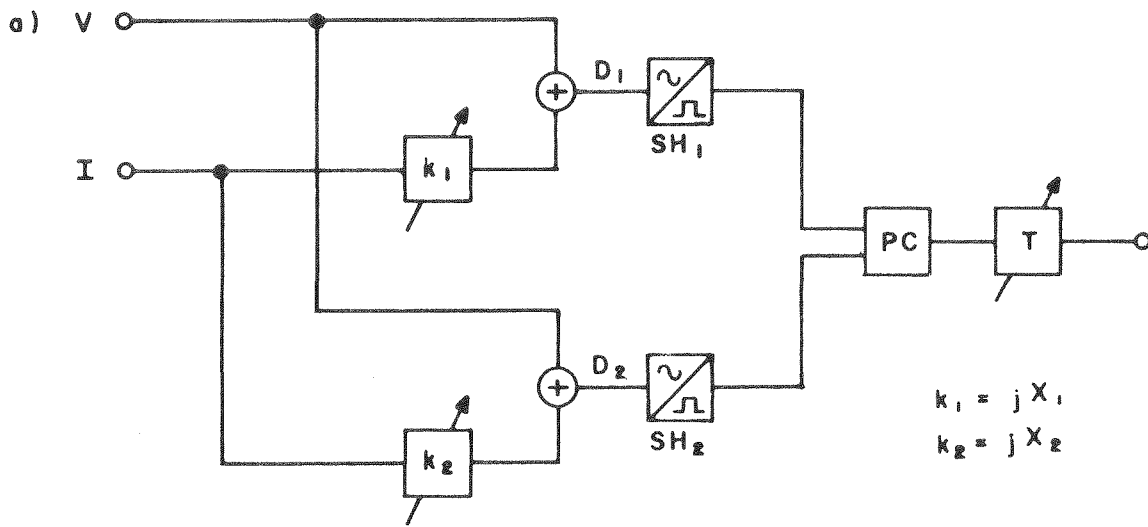 a) V
D₁
SH₁
I
k₁
PC
T
D₂
SH₂
k₂
k₁ = j X₁
k₂ = j X₂